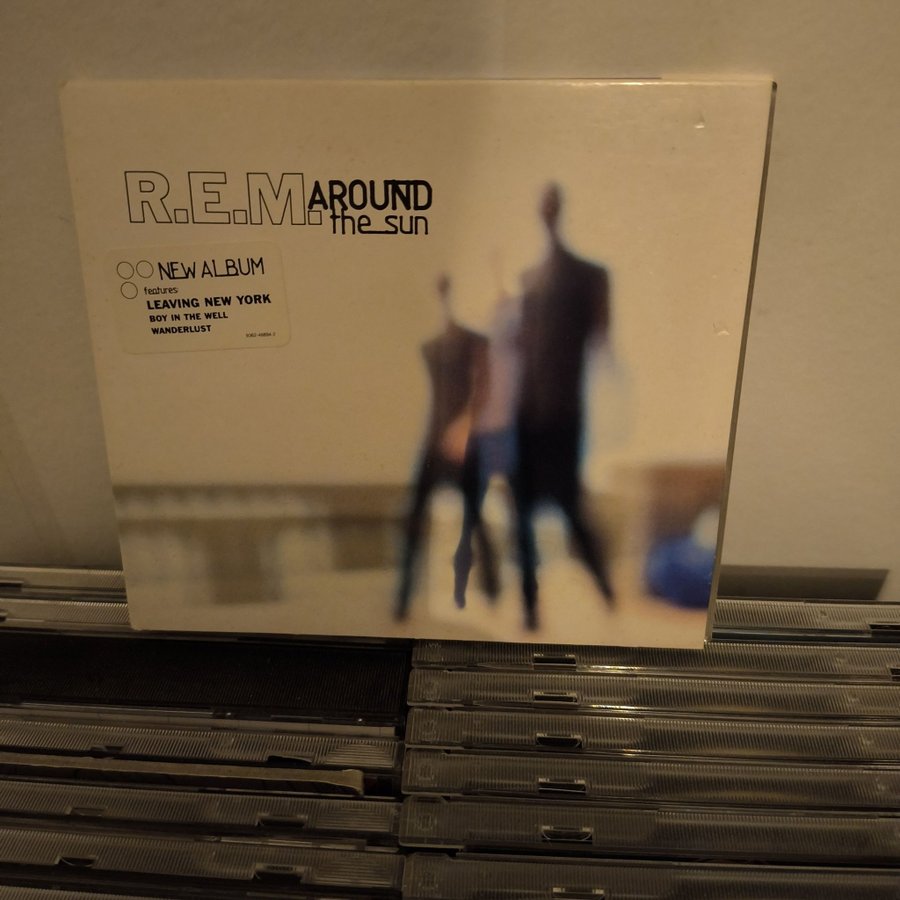 R.E.M. AROUND
the sun
NEW ALBUM
features:
LEAVING NEW YORK
BOY IN THE WELL
WANDERLUST